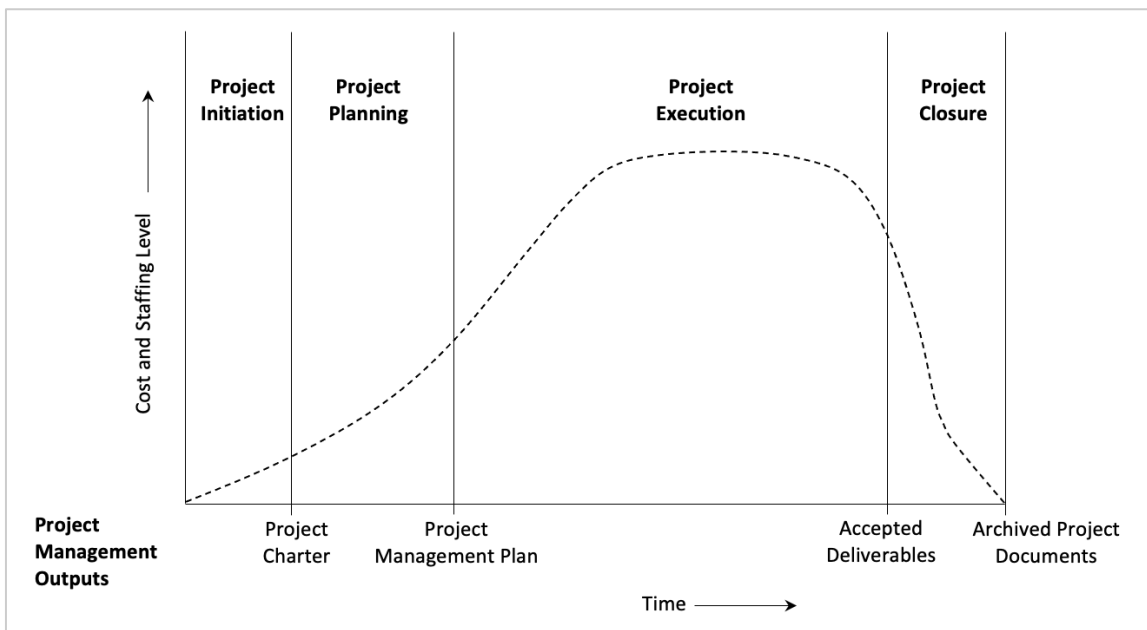 Project
Initiation
Project
Planning
Project
Execution
Project
Closure
Cost and Staffing Level
Project
Management
Outputs
Project
Charter
Project
Management Plan
Accepted
Deliverables
Archived Project
Documents
Time